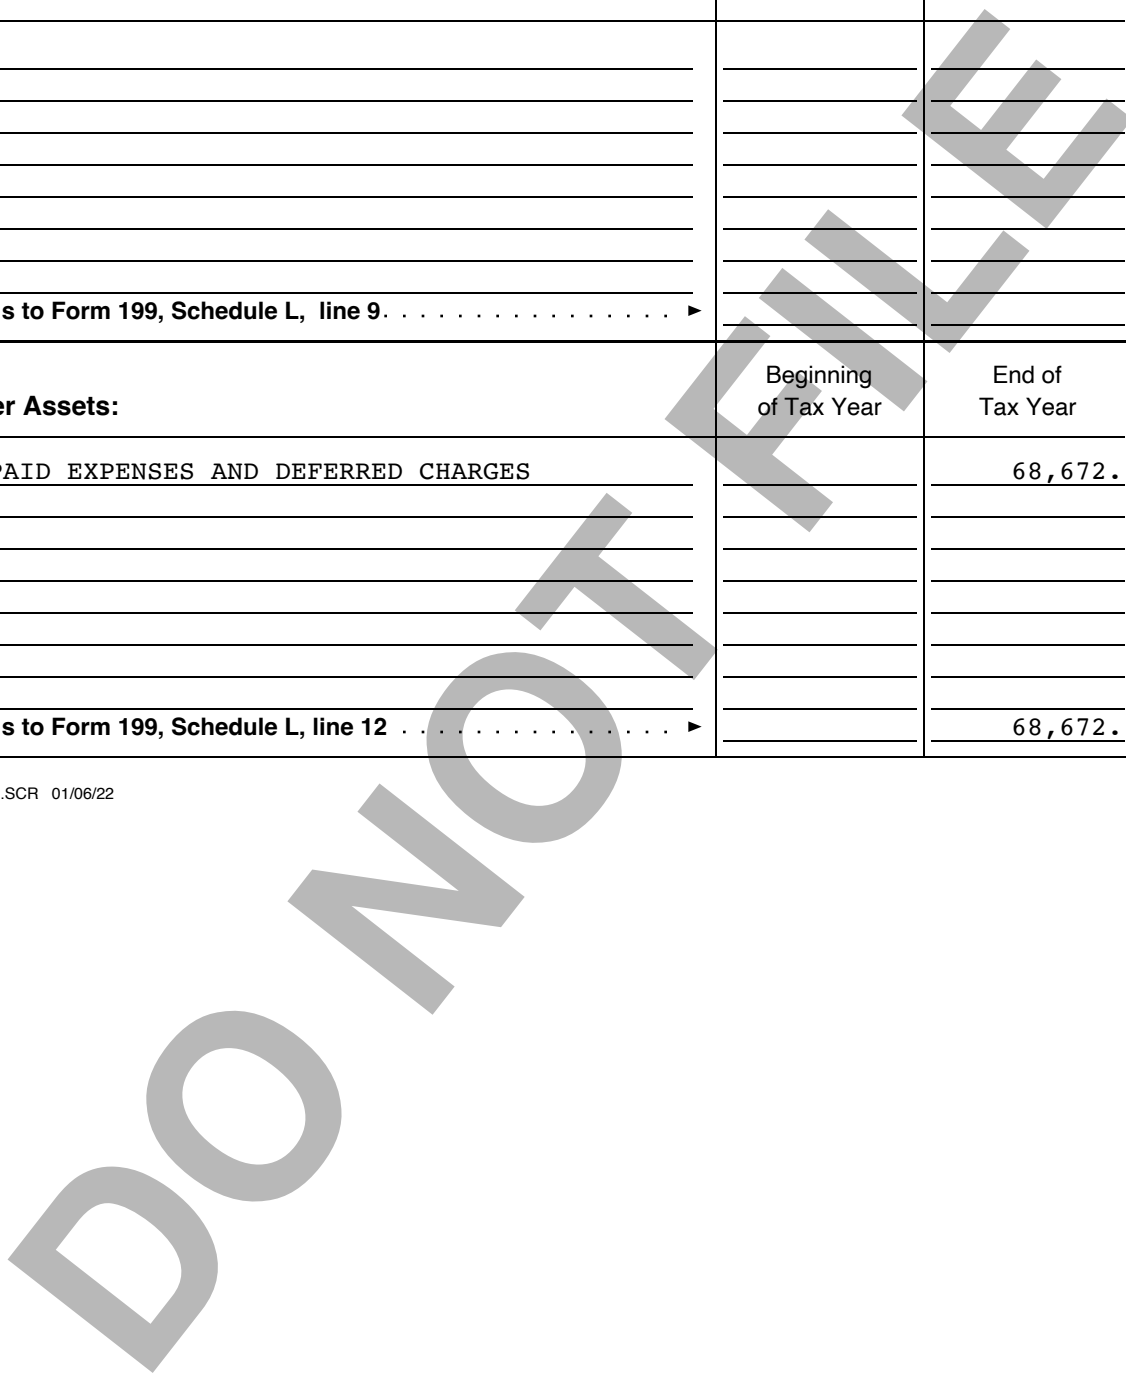 s to Form 199, Schedule L, line 9. . . . . . . . . . . . . . . . ►
er Assets:
Beginning of Tax Year
End of Tax Year
PAID EXPENSES AND DEFERRED CHARGES 68,672.
s to Form 199, Schedule L, line 12 . . . . . . . . . . . . . . . ► 68,672.
.SCR 01/06/22
DO NOT FILE